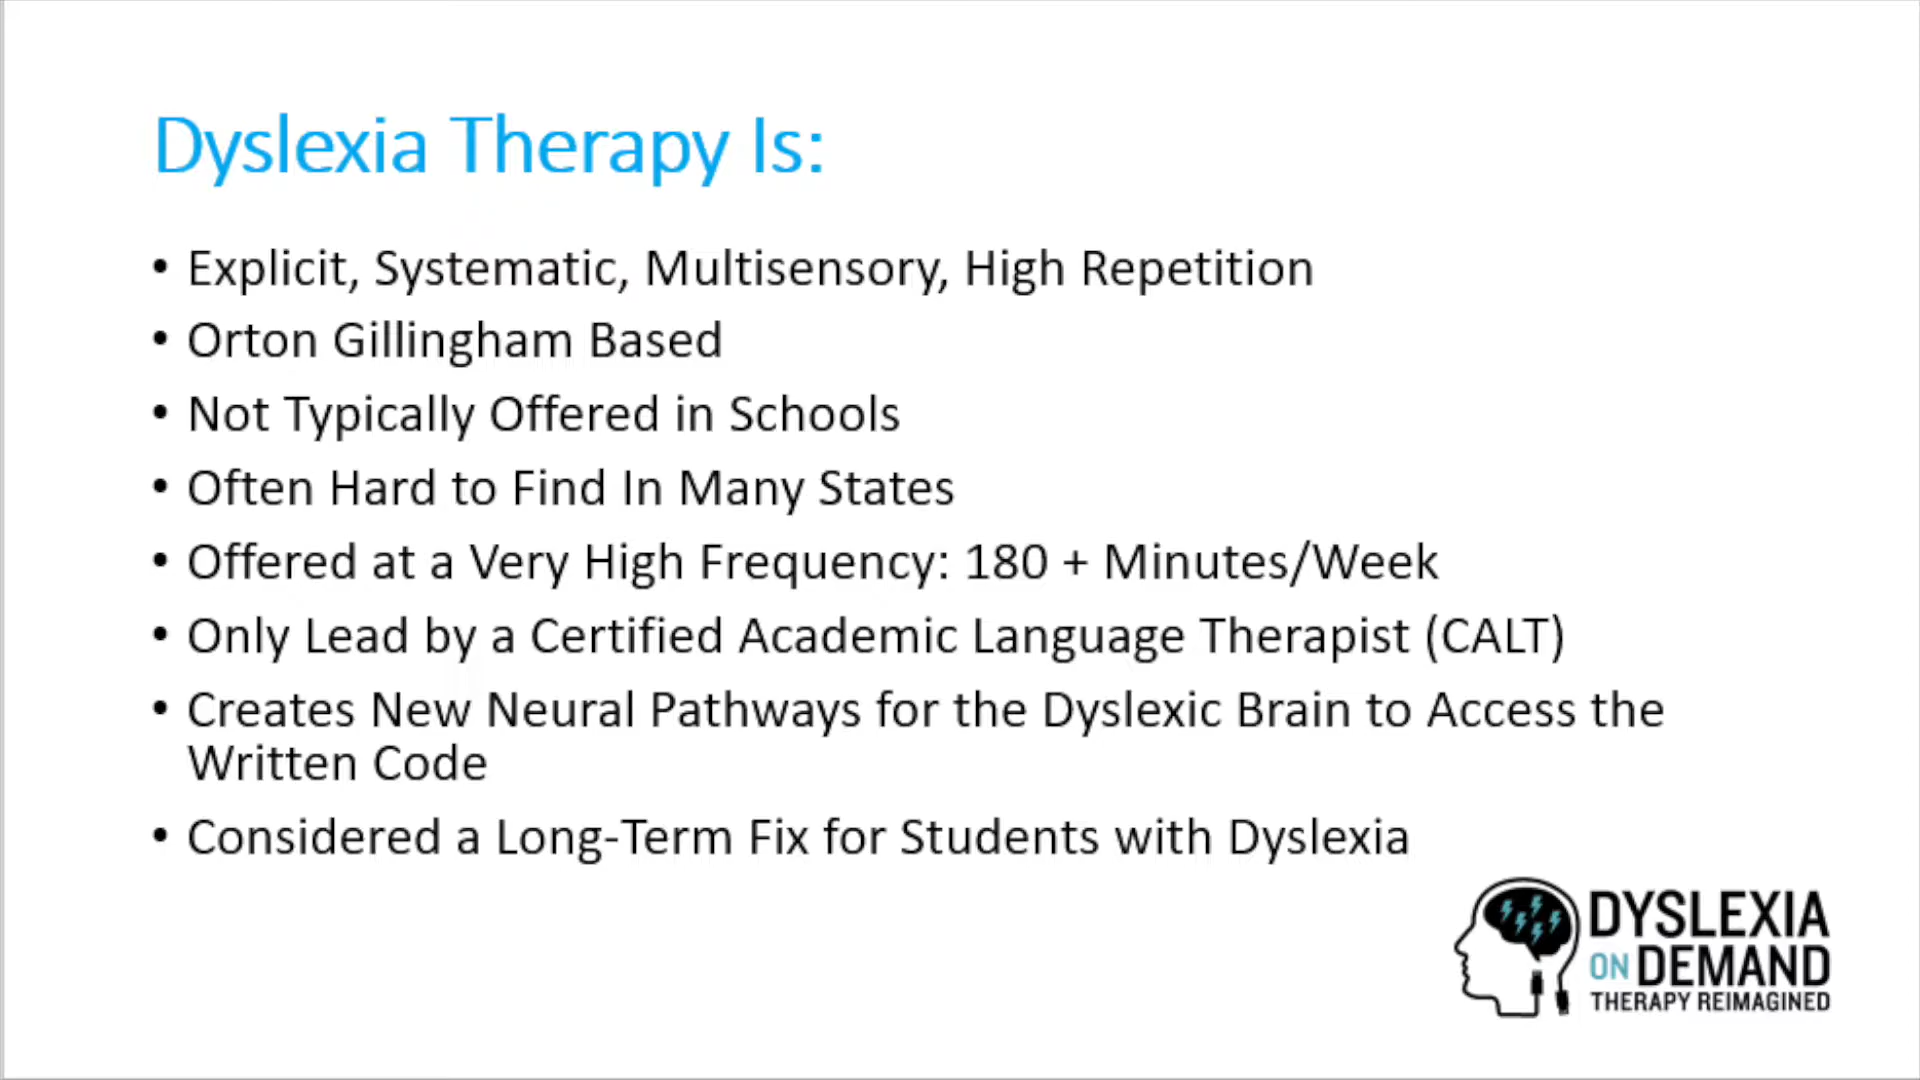 Dyslexia Therapy Is:
• Explicit, Systematic, Multisensory, High Repetition
• Orton Gillingham Based
• Not Typically Offered in Schools
• Often Hard to Find In Many States
• Offered at a Very High Frequency: 180 + Minutes/Week
• Only Lead by a Certified Academic Language Therapist (CALT)
• Creates New Neural Pathways for the Dyslexic Brain to Access the
Written Code
• Considered a Long-Term Fix for Students with Dyslexia
DYSLEXIA
ON DEMAND
THERAPY REIMAGINED